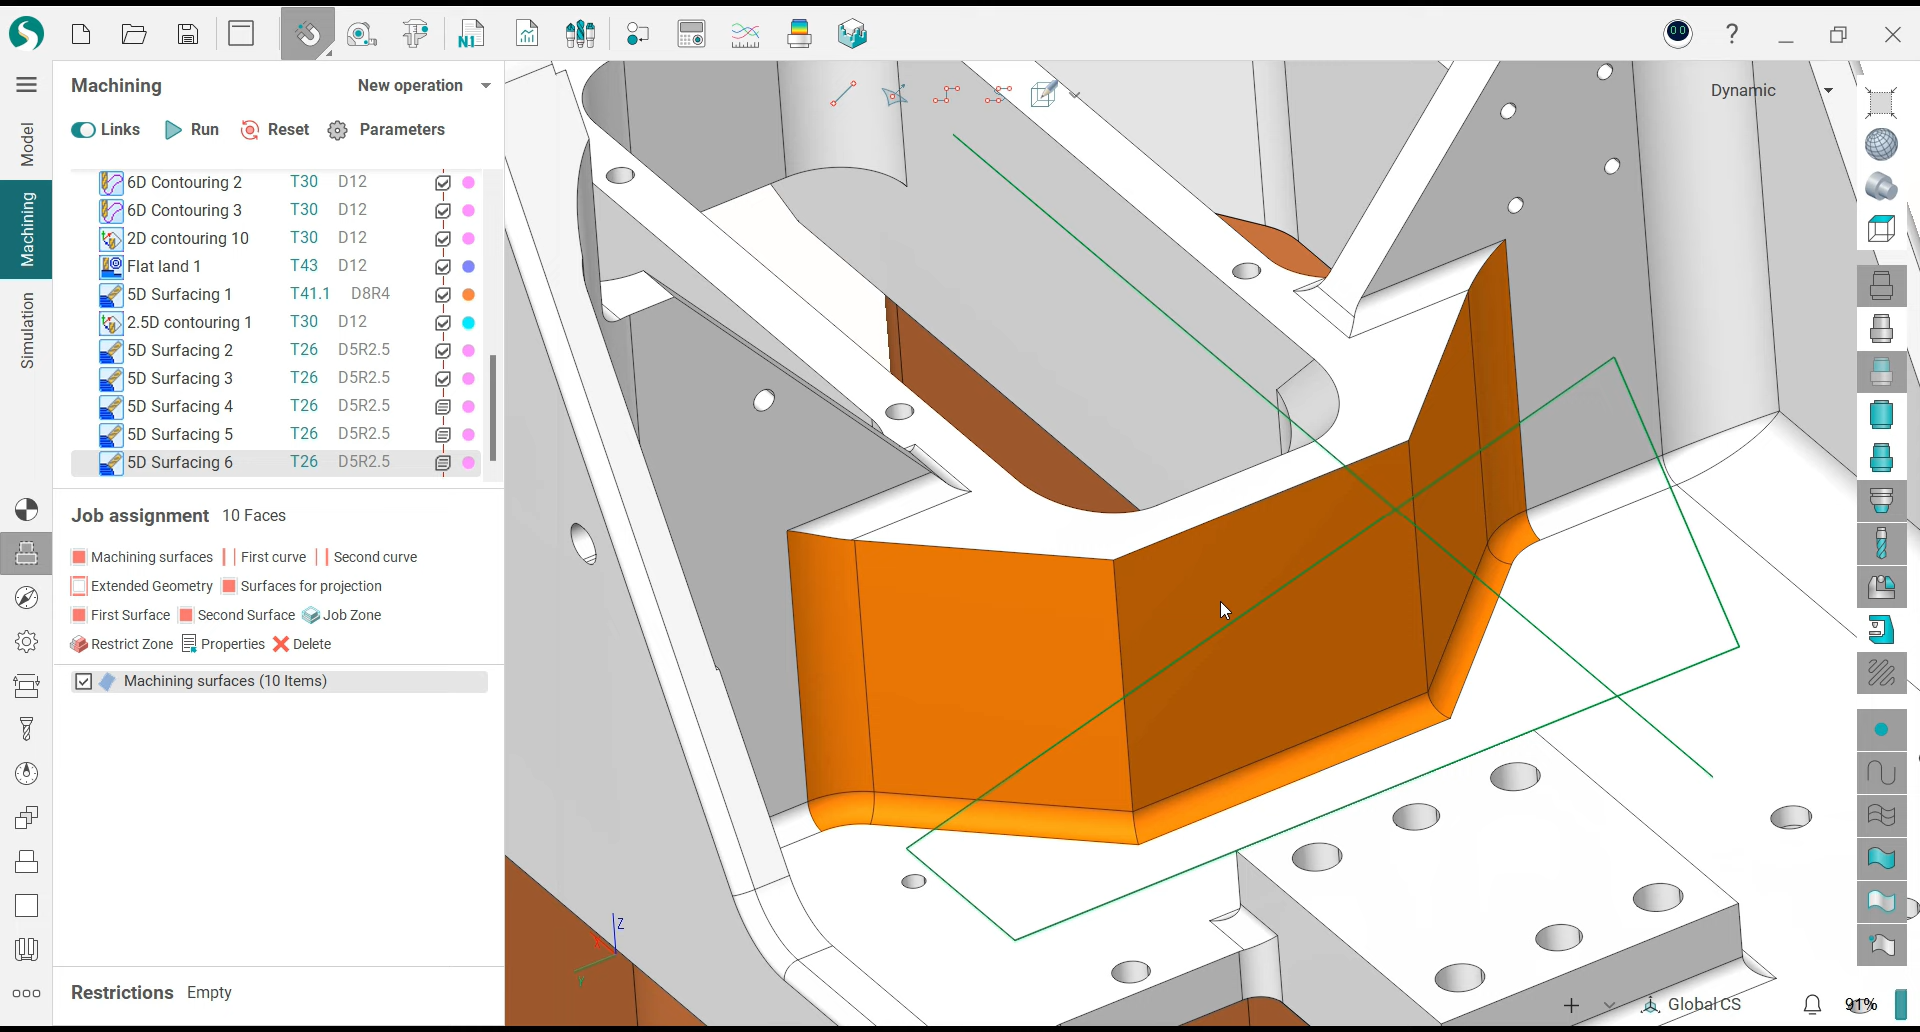 N1
?
Machining
New operation
Dynamic
Links
Run
Reset
Parameters
Model
Machining
Simulation
6D Contouring 2 T30 D12
6D Contouring 3 T30 D12
2D contouring 10 T30 D12
Flat land 1 T43 D12
5D Surfacing 1 T41.1 D8R4
2.5D contouring 1 T30 D12
5D Surfacing 2 T26 D5R2.5
5D Surfacing 3 T26 D5R2.5
5D Surfacing 4 T26 D5R2.5
5D Surfacing 5 T26 D5R2.5
5D Surfacing 6 T26 D5R2.5
Job assignment 10 Faces
Machining surfaces First curve Second curve
Extended Geometry Surfaces for projection
First Surface Second Surface Job Zone
Restrict Zone Properties Delete
Machining surfaces (10 Items)
Restrictions Empty
Z
X
Y
Global CS
91%